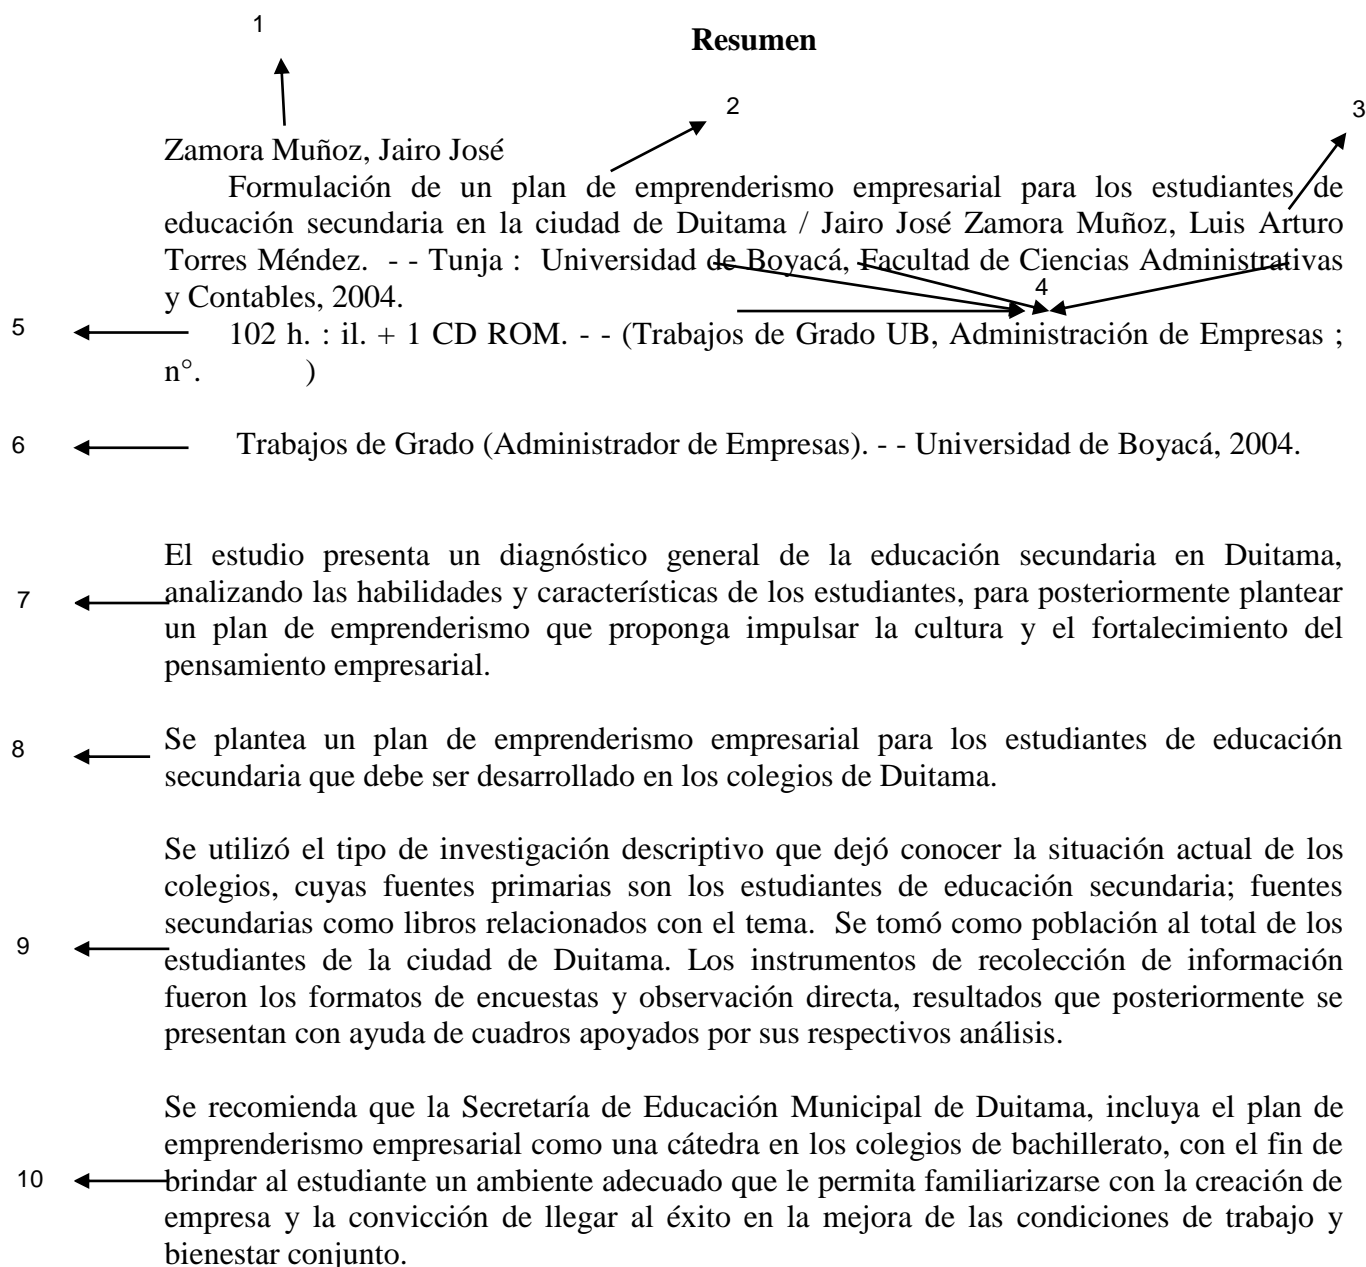 1
Resumen
2
3
Zamora Muñoz, Jairo José
Formulación de un plan de emprenderismo empresarial para los estudiantes de
educación secundaria en la ciudad de Duitama / Jairo José Zamora Muñoz, Luis Arturo
Torres Méndez. - - Tunja : Universidad de Boyacá, Facultad de Ciencias Administrativas
y Contables, 2004.
4
5
102 h. : il. + 1 CD ROM. - - (Trabajos de Grado UB, Administración de Empresas ;
n°. )
6
Trabajos de Grado (Administrador de Empresas). - - Universidad de Boyacá, 2004.
El estudio presenta un diagnóstico general de la educación secundaria en Duitama,
7
analizando las habilidades y características de los estudiantes, para posteriormente plantear
un plan de emprenderismo que proponga impulsar la cultura y el fortalecimiento del
pensamiento empresarial.
8
Se plantea un plan de emprenderismo empresarial para los estudiantes de educación
secundaria que debe ser desarrollado en los colegios de Duitama.
Se utilizó el tipo de investigación descriptivo que dejó conocer la situación actual de los
colegios, cuyas fuentes primarias son los estudiantes de educación secundaria; fuentes
secundarias como libros relacionados con el tema. Se tomó como población al total de los
9
estudiantes de la ciudad de Duitama. Los instrumentos de recolección de información
fueron los formatos de encuestas y observación directa, resultados que posteriormente se
presentan con ayuda de cuadros apoyados por sus respectivos análisis.
Se recomienda que la Secretaría de Educación Municipal de Duitama, incluya el plan de
emprenderismo empresarial como una cátedra en los colegios de bachillerato, con el fin de
10
brindar al estudiante un ambiente adecuado que le permita familiarizarse con la creación de
empresa y la convicción de llegar al éxito en la mejora de las condiciones de trabajo y
bienestar conjunto.